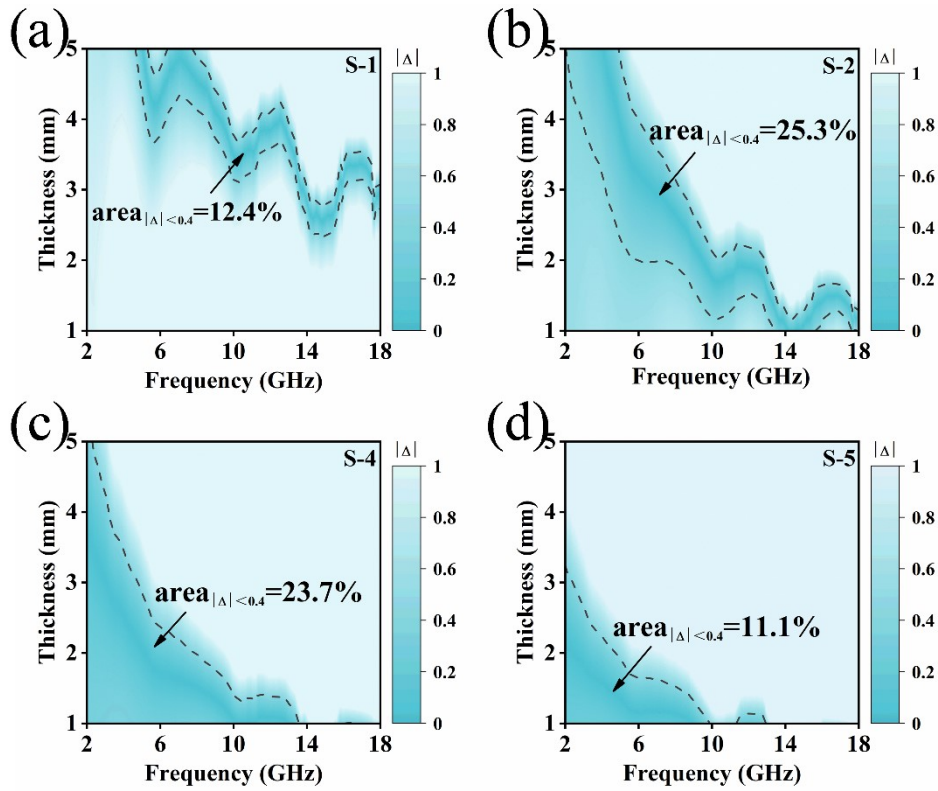 (a)
(b)
|Δ|
|Δ|
5
S-1
1
5
S-2
1
4
0.8
4
area|Δ|<0.4=25.3%
0.8
0.6
0.6
3
area|Δ|<0.4=12.4%
0.4
3
0.4
2
0.2
2
0.2
1
0
1
0
2 6 10 14 18
2 6 10 14 18
Thickness (mm)
Thickness (mm)
Frequency (GHz)
Frequency (GHz)
(c)
(d)
|Δ|
|Δ|
5
S-4
1
5
S-5
1
4
0.8
4
0.8
3
area|Δ|<0.4=23.7%
0.6
3
0.6
0.4
area|Δ|<0.4=11.1%
0.4
2
0.2
2
0.2
1
0
1
0
2 6 10 14 18
2 6 10 14 18
Thickness (mm)
Thickness (mm)
Frequency (GHz)
Frequency (GHz)